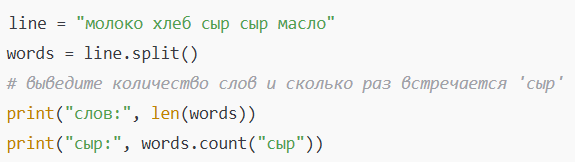 line = "молоко хлеб сыр сыр масло"
words = line.split()
# выведите количество слов и сколько раз встречается 'сыр'
print("слов:", len(words))
print("сыр:", words.count("сыр"))